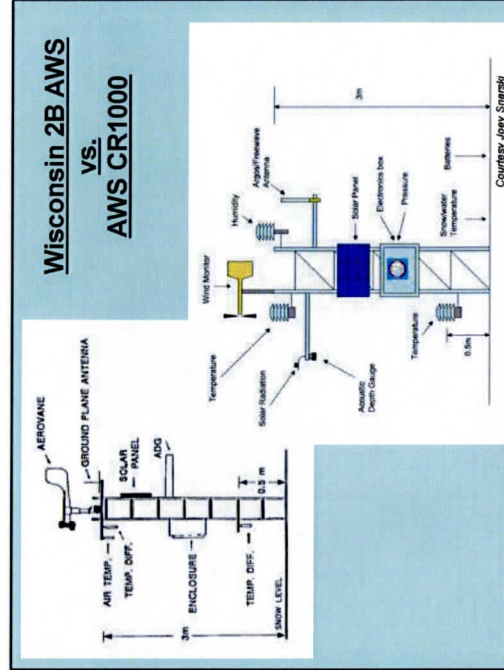 Wisconsin 2B AWS
vs.
AWS CR1000
AEROVANE
GROUND PLANE ANTENNA
AIR TEMP.
TEMP. DIFF.
SOLAR
PANEL
ADG
ENCLOSURE
3m
TEMP. DIFF.
0.5 m
SNOW LEVEL
Wind Monitor
Humidity
Argos/Freewave
Antenna
Temperature
Solar Radiation
Acoustic
Depth Gauge
Solar Panel
Electronics box
Pressure
3m
Temperature
0.5m
Snow/water
Temperature
Batteries
Courtesy Joey Snarski